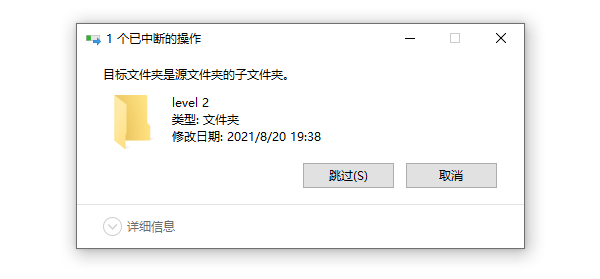 1 个已中断的操作
目标文件夹是源文件夹的子文件夹。
level 2
类型: 文件夹
修改日期: 2021/8/20 19:38
跳过(S)
取消
详细信息